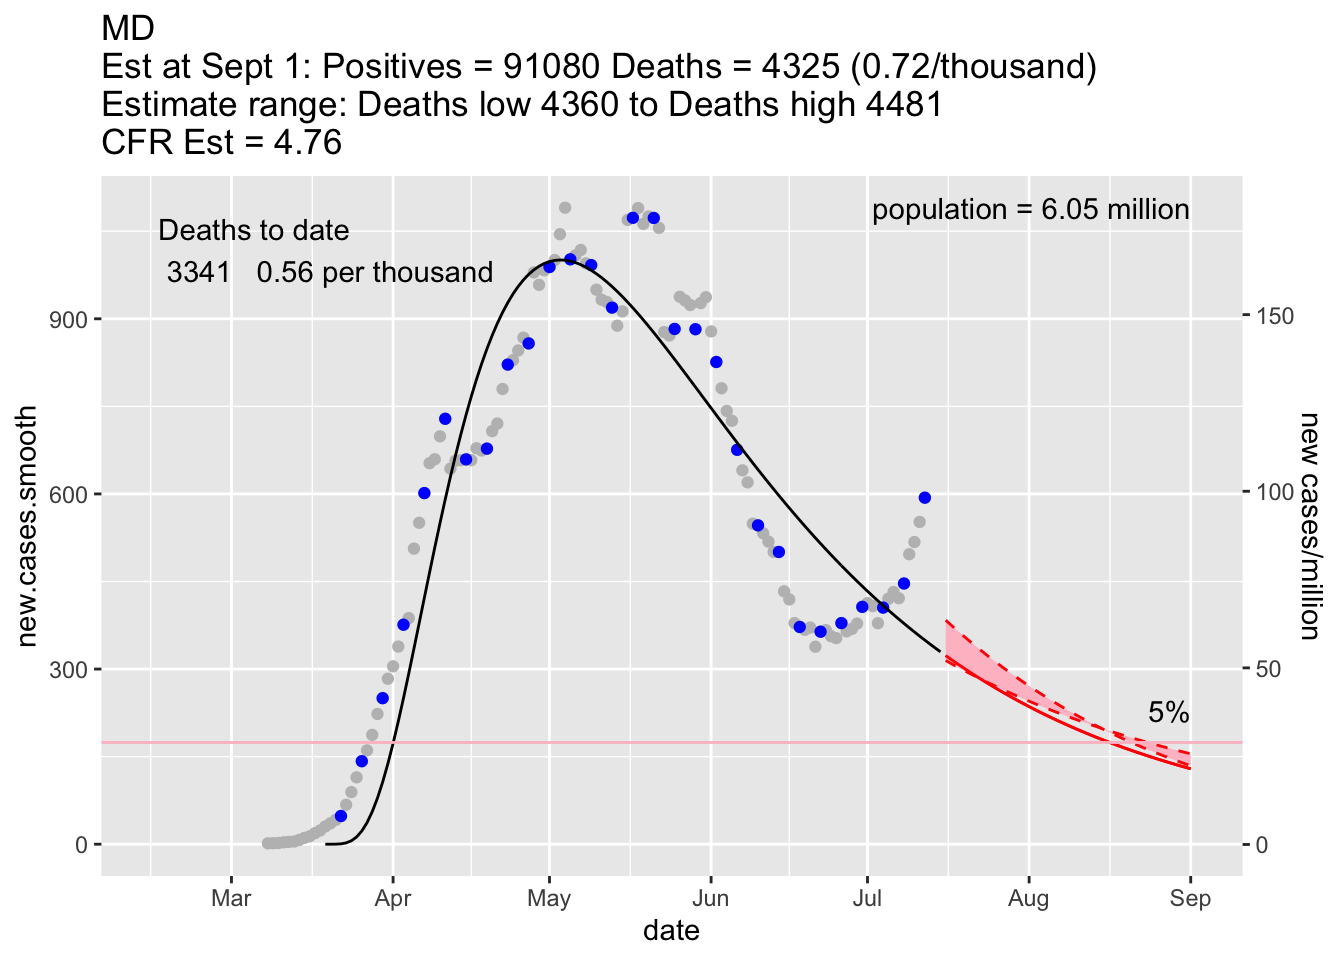 MD
Est at Sept 1: Positives = 91080 Deaths = 4325 (0.72/thousand)
Estimate range: Deaths low 4360 to Deaths high 4481
CFR Est = 4.76
Deaths to date
3341 0.56 per thousand
population = 6.05 million
5%
new.cases.smooth
900
600
300
0
150
100
50
0
new cases/million
Mar Apr May Jun Jul Aug Sep
date